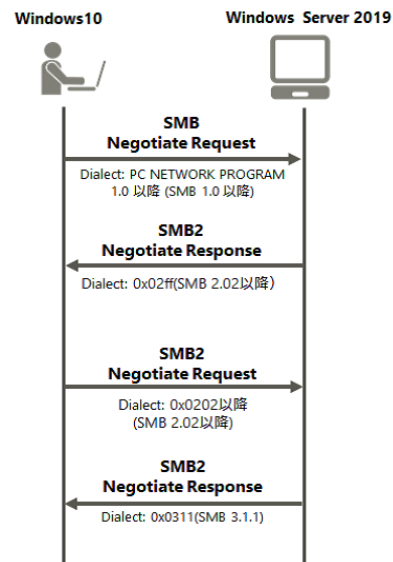 Windows10
Windows Server 2019
SMB
Negotiate Request
Dialect: PC NETWORK PROGRAM
1.0 以降 (SMB 1.0 以降)
SMB2
Negotiate Response
Dialect: 0x02ff(SMB 2.02以降)
SMB2
Negotiate Request
Dialect: 0x0202以降
(SMB 2.02以降)
SMB2
Negotiate Response
Dialect: 0x0311(SMB 3.1.1)